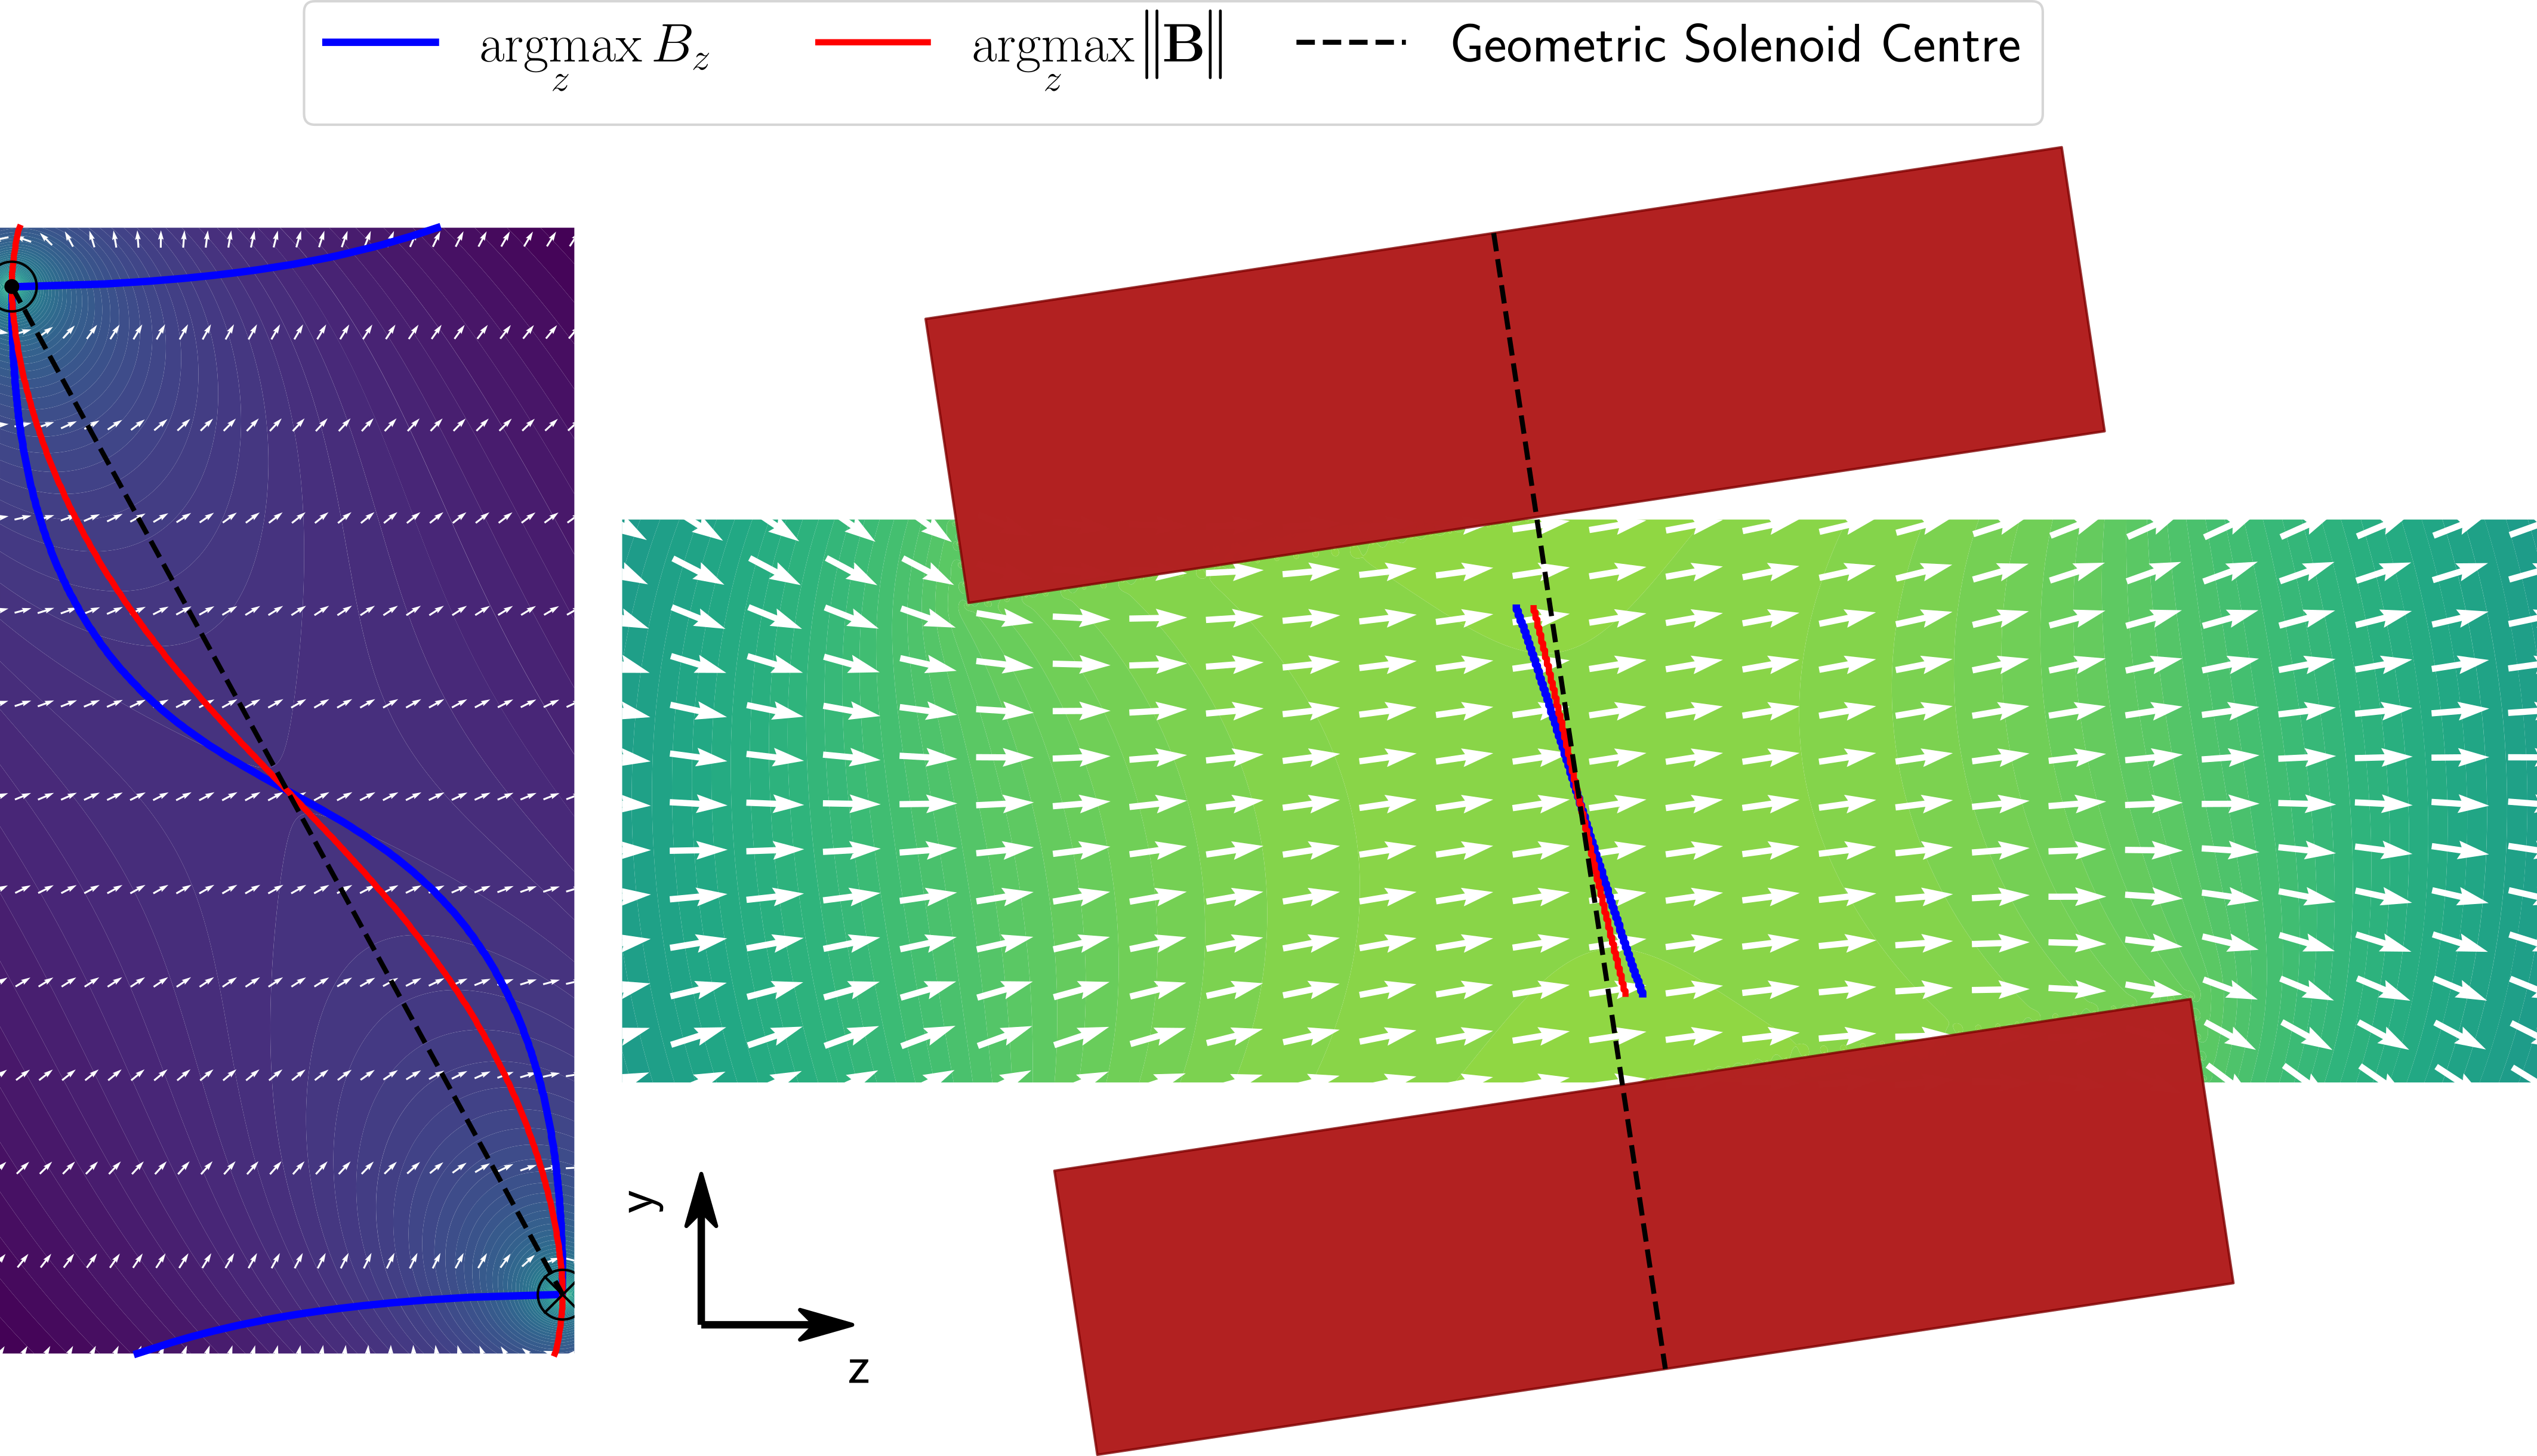 argmax B_z
z
argmax ||B||
z
Geometric Solenoid Centre
y
z